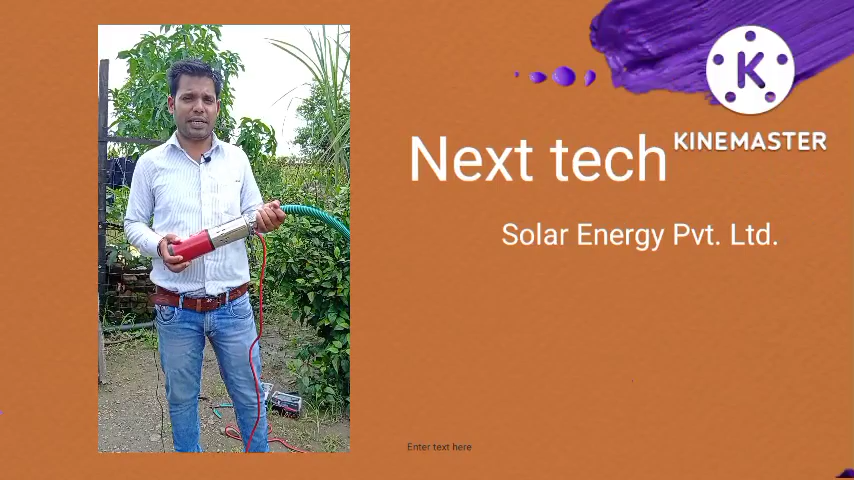 K
KINEMASTER
Next tech
Solar Energy Pvt. Ltd.
Enter text here